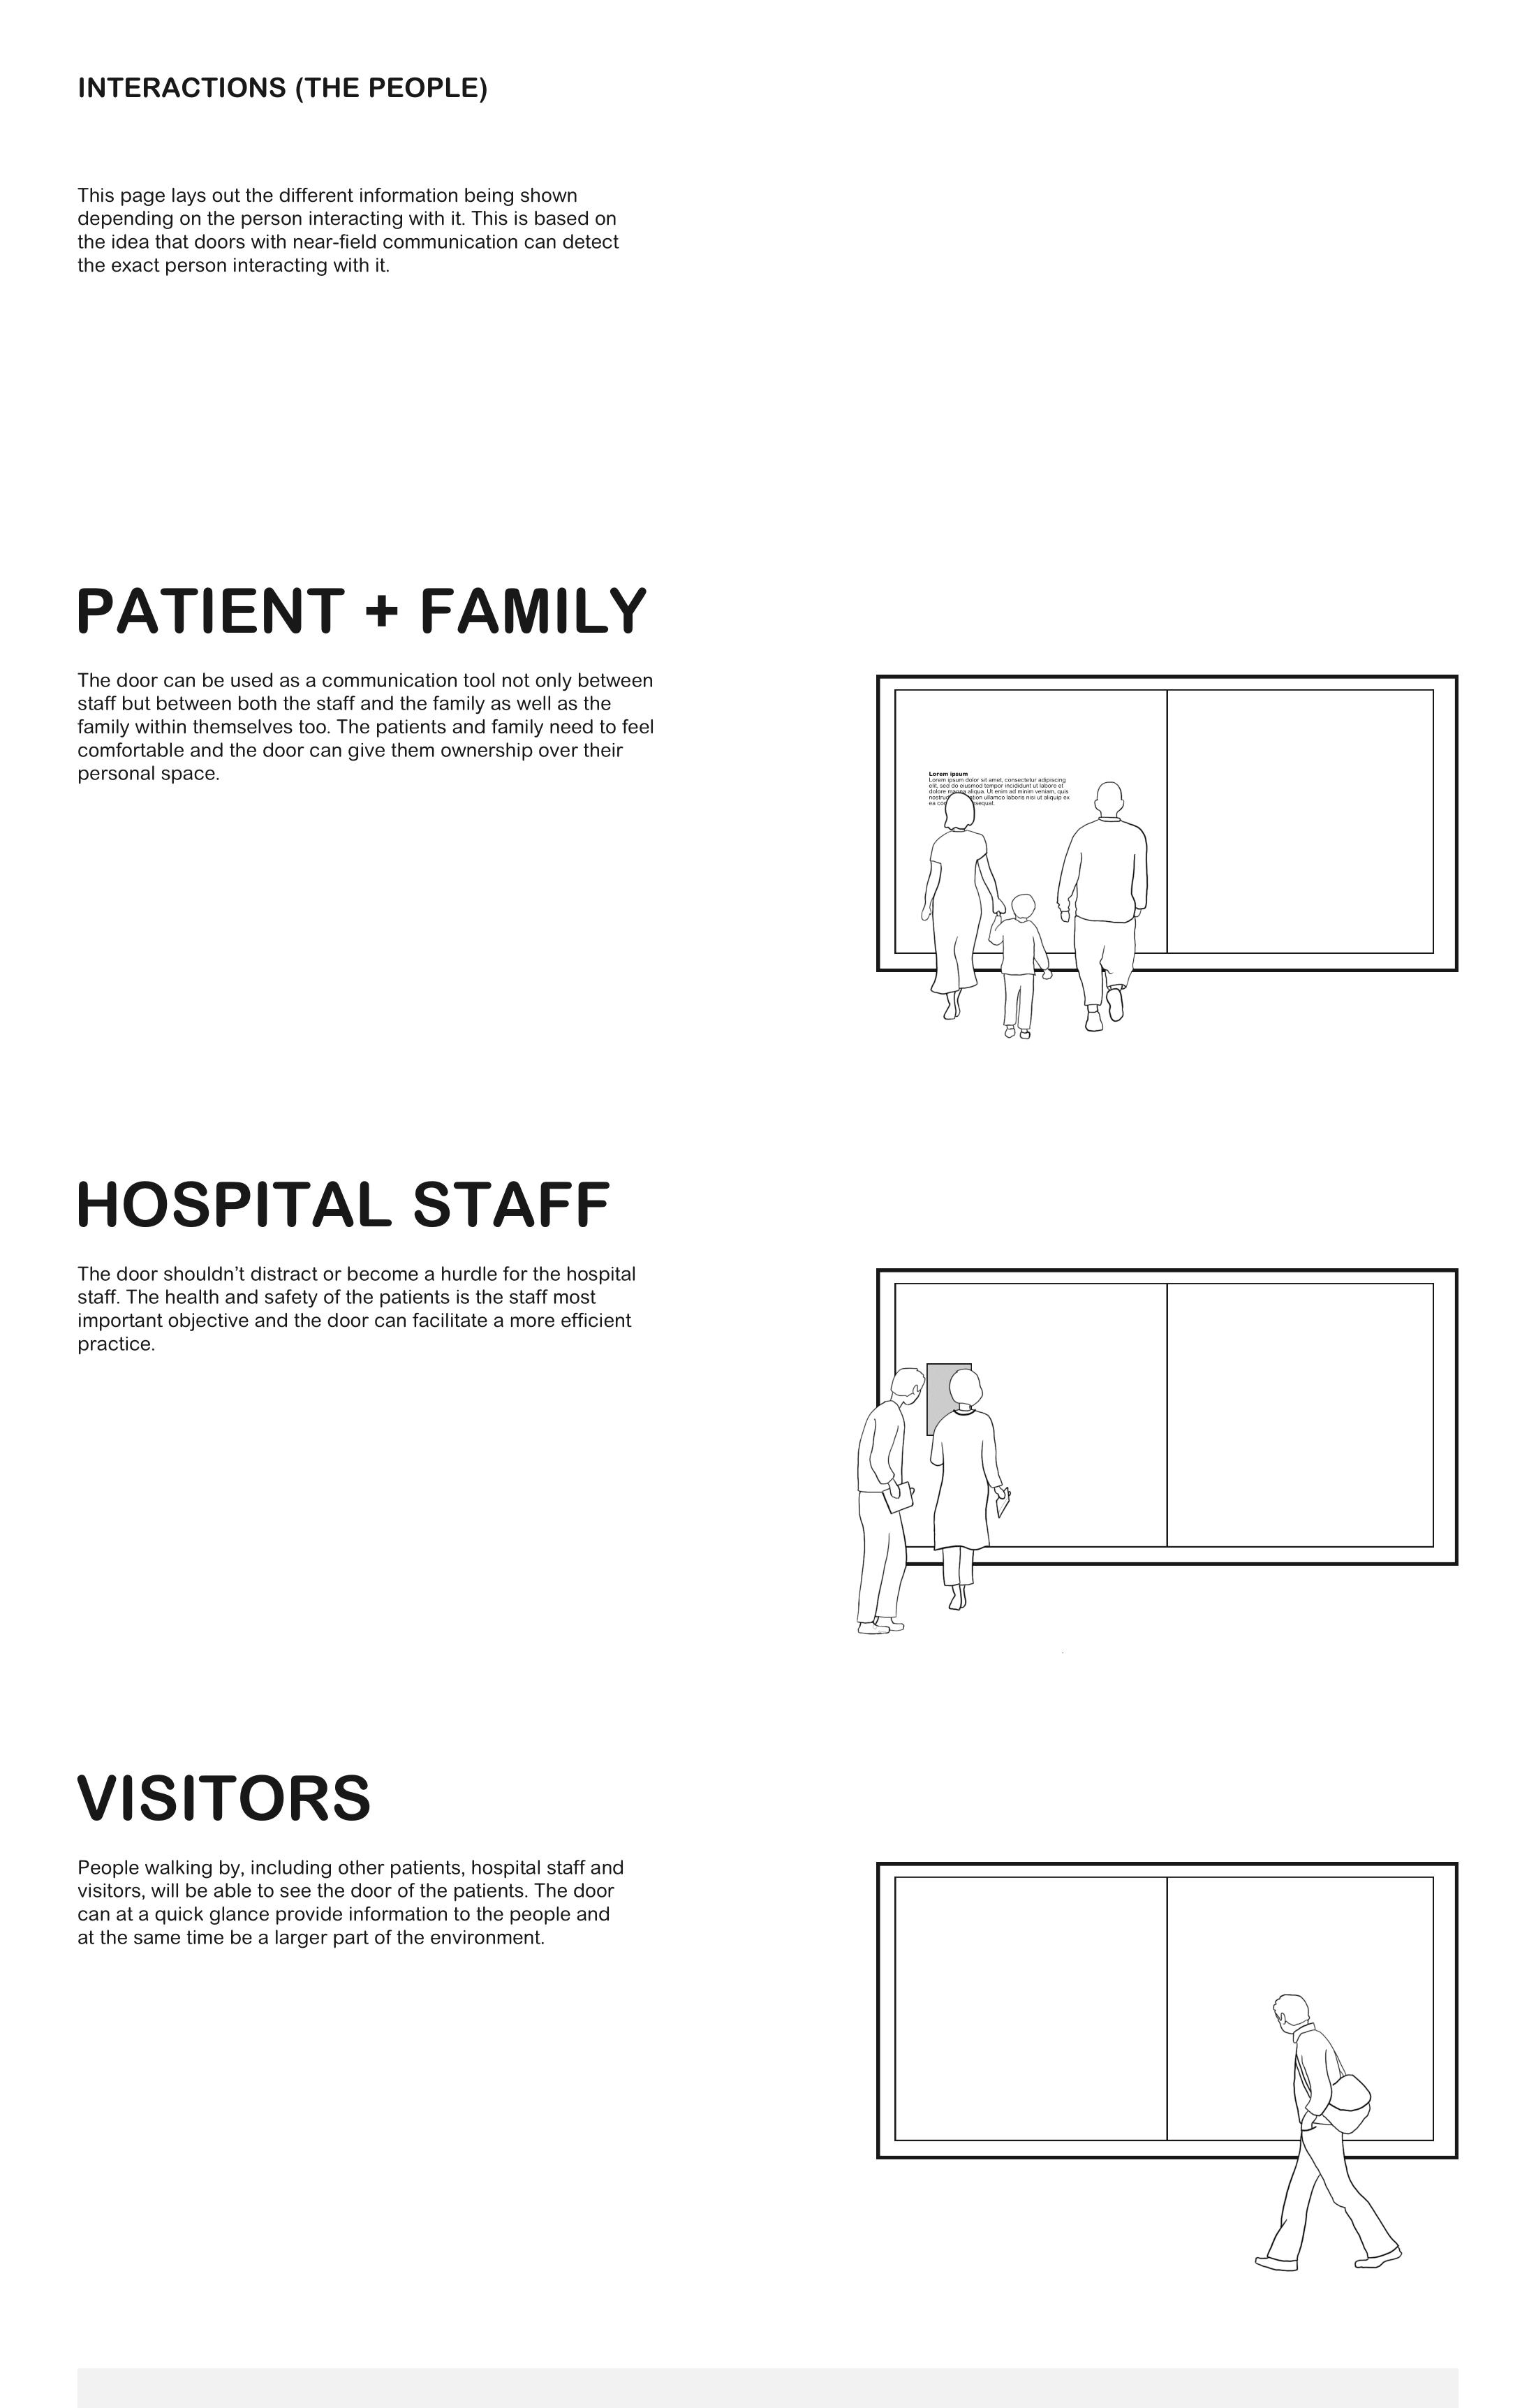 INTERACTIONS (THE PEOPLE)
This page lays out the different information being shown
depending on the person interacting with it. This is based on
the idea that doors with near-field communication can detect
the exact person interacting with it.
PATIENT + FAMILY
The door can be used as a communication tool not only between
staff but between both the staff and the family as well as the
family within themselves too. The patients and family need to feel
comfortable and the door can give them ownership over their
personal space.
Lorem ipsum
Lorem ipsum dolor sit amet, consectetur adipiscing
elit, sed do eiusmod tempor incididunt ut labore et
dolore magna aliqua. Ut enim ad minim veniam, quis
ullamco laboris nisi ut aliquip ex
ea
HOSPITAL STAFF
The door shouldn’t distract or become a hurdle for the hospital
staff. The health and safety of the patients is the staff most
important objective and the door can facilitate a more efficient
practice.
VISITORS
People walking by, including other patients, hospital staff and
visitors, will be able to see the door of the patients. The door
can at a quick glance provide information to the people and
at the same time be a larger part of the environment.